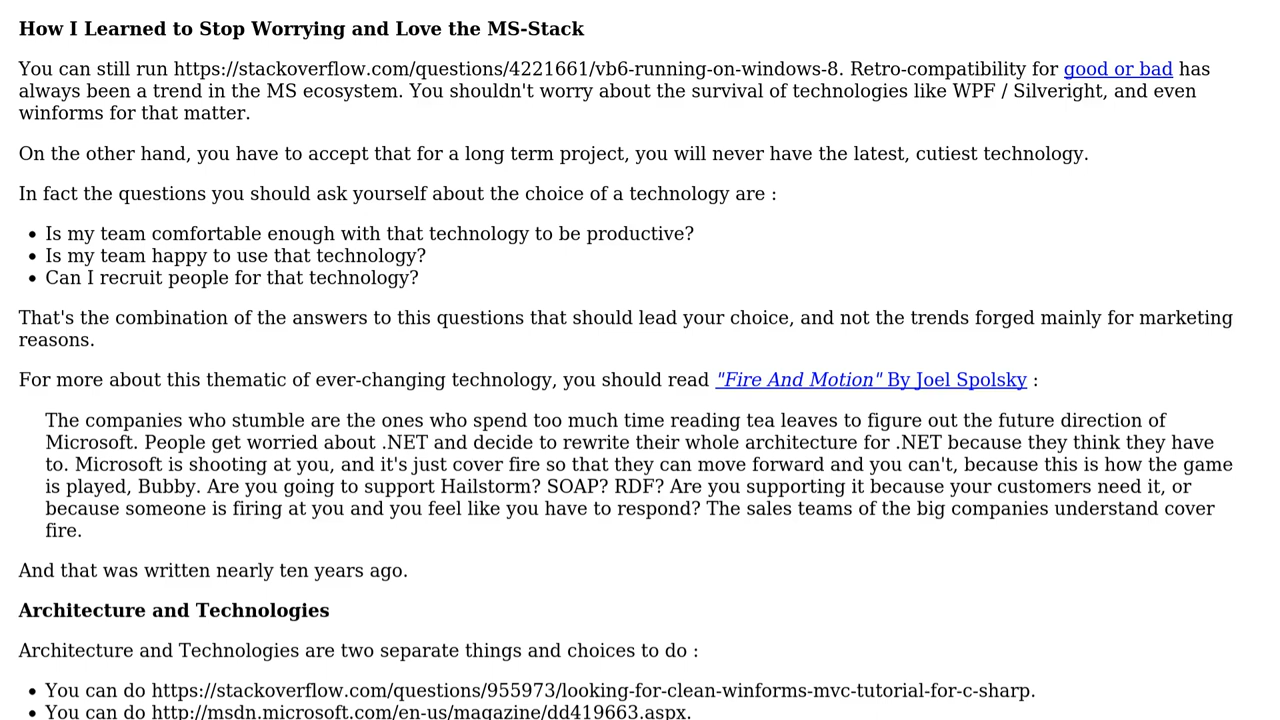 How I Learned to Stop Worrying and Love the MS-Stack
You can still run https://stackoverflow.com/questions/4221661/vb6-running-on-windows-8. Retro-compatibility for good or bad has
always been a trend in the MS ecosystem. You shouldn't worry about the survival of technologies like WPF / Silveright, and even
winforms for that matter.
On the other hand, you have to accept that for a long term project, you will never have the latest, cutiest technology.
In fact the questions you should ask yourself about the choice of a technology are :
• Is my team comfortable enough with that technology to be productive?
• Is my team happy to use that technology?
• Can I recruit people for that technology?
That's the combination of the answers to this questions that should lead your choice, and not the trends forged mainly for marketing
reasons.
For more about this thematic of ever-changing technology, you should read "Fire And Motion" By Joel Spolsky :
The companies who stumble are the ones who spend too much time reading tea leaves to figure out the future direction of
Microsoft. People get worried about .NET and decide to rewrite their whole architecture for .NET because they think they have
to. Microsoft is shooting at you, and it's just cover fire so that they can move forward and you can't, because this is how the game
is played, Bubby. Are you going to support Hailstorm? SOAP? RDF? Are you supporting it because your customers need it, or
because someone is firing at you and you feel like you have to respond? The sales teams of the big companies understand cover
fire.
And that was written nearly ten years ago.
Architecture and Technologies
Architecture and Technologies are two separate things and choices to do :
• You can do https://stackoverflow.com/questions/955973/looking-for-clean-winforms-mvc-tutorial-for-c-sharp.
• You can do http://msdn.microsoft.com/en-us/magazine/dd419663.aspx.